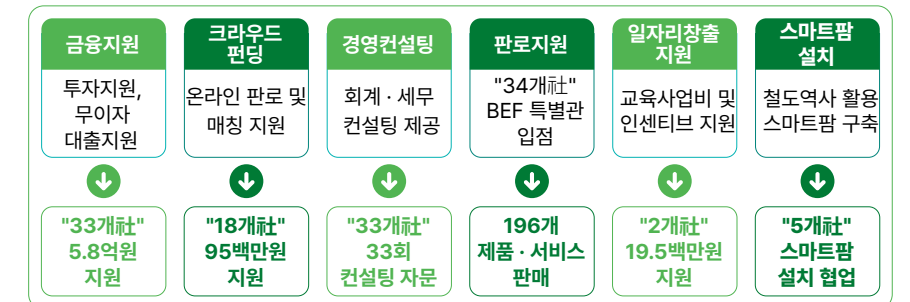 금융지원
투자지원,
무이자
대출지원
"33개社"
5.8억원
지원
크라우드
펀딩
온라인 판로 및
매칭 지원
"18개社"
95백만원
지원
경영컨설팅
회계 · 세무
컨설팅 제공
"33개社"
33회
컨설팅 자문
판로지원
"34개社"
BEF 특별관
입점
196개
제품 · 서비스
판매
일자리창출
지원
교육사업비 및
인센티브 지원
"2개社"
19.5백만원
지원
스마트팜
설치
철도역사 활용
스마트팜 구축
"5개社"
스마트팜
설치 협업